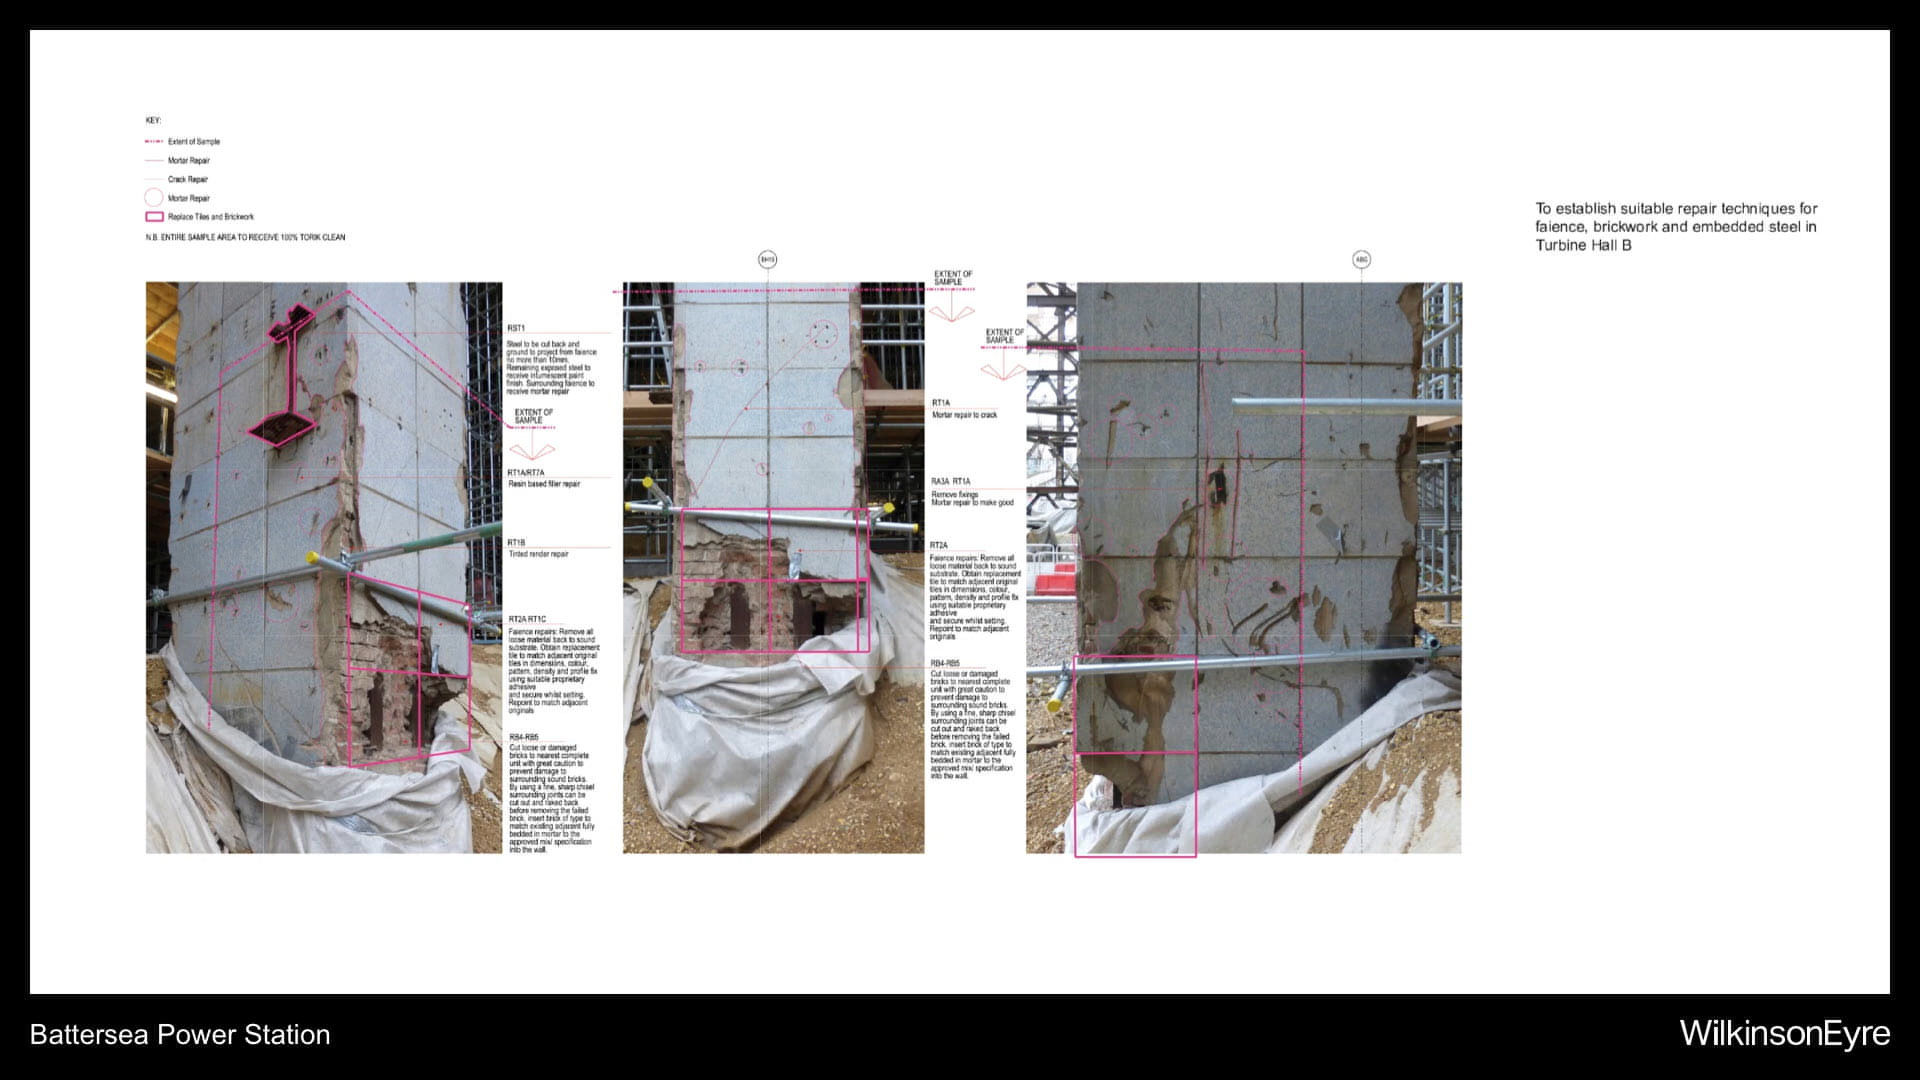 KEY:
Extent of Sample
Mortar Repair
Crack Repair
Mortar Repair
Replace Tiles and Brickwork
N.B. ENTIRE SAMPLE AREA TO RECEIVE 100% TORIK CLEAN
To establish suitable repair techniques for
faience, brickwork and embedded steel in
Turbine Hall B
RST1
Steel to be cut back and
ground to project from faience
no more than 10mm.
Remaining exposed steel to
receive intumescent paint
finish. Surrounding faience to
receive mortar repair
EXTENT OF
SAMPLE
RT1A/RT7A
Resin based filler repair
RT1B
Tinted render repair
RT2A RT1C
Faience repairs: Remove all
loose material back to sound
substrate. Obtain replacement
tile to match adjacent original
tiles in dimensions, colour,
pattern, density and profile fix
using suitable proprietary
adhesive
and secure whilst setting.
Repoint to match adjacent
originals
RB4-RB5
Cut loose or damaged
bricks to nearest complete
unit with great caution to
prevent damage to
surrounding sound bricks.
By using a fine, sharp chisel
surrounding joints can be
cut out and raked back
before removing the failed
brick. insert brick of type to
match existing adjacent fully
bedded in mortar to the
approved mix/ specification
into the wall.
EXTENT OF
SAMPLE
EXTENT OF
SAMPLE
RT1A
Mortar repair to crack
RA3A RT1A
Remove fixings
Mortar repair to make good
RT2A
Faience repairs: Remove all
loose material back to sound
substrate. Obtain replacement
tile to match adjacent original
tiles in dimensions, colour,
pattern, density and profile fix
using suitable proprietary
adhesive
and secure whilst setting.
Repoint to match adjacent
originals
RB4-RB5
Cut loose or damaged
bricks to nearest complete
unit with great caution to
prevent damage to
surrounding sound bricks.
By using a fine, sharp chisel
surrounding joints can be
cut out and raked back
before removing the failed
brick. insert brick of type to
match existing adjacent fully
bedded in mortar to the
approved mix/ specification
into the wall.
Battersea Power Station
WilkinsonEyre